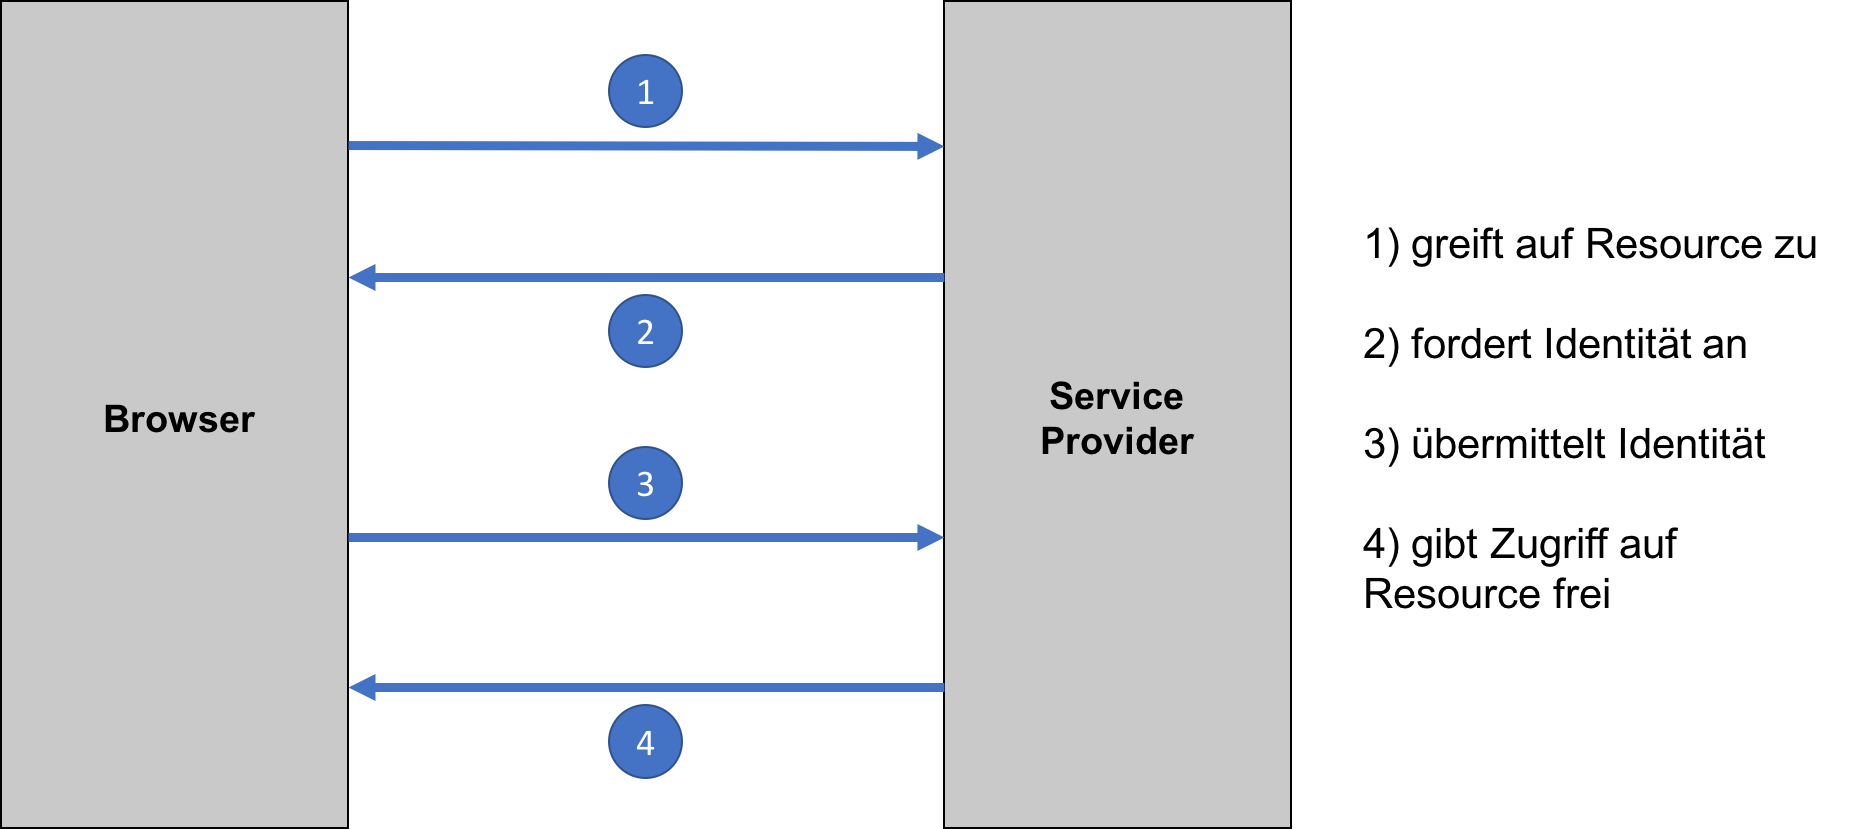 Browser
1
2
3
4
Service
Provider
1) greift auf Resource zu
2) fordert Identität an
3) übermittelt Identität
4) gibt Zugriff auf
Resource frei